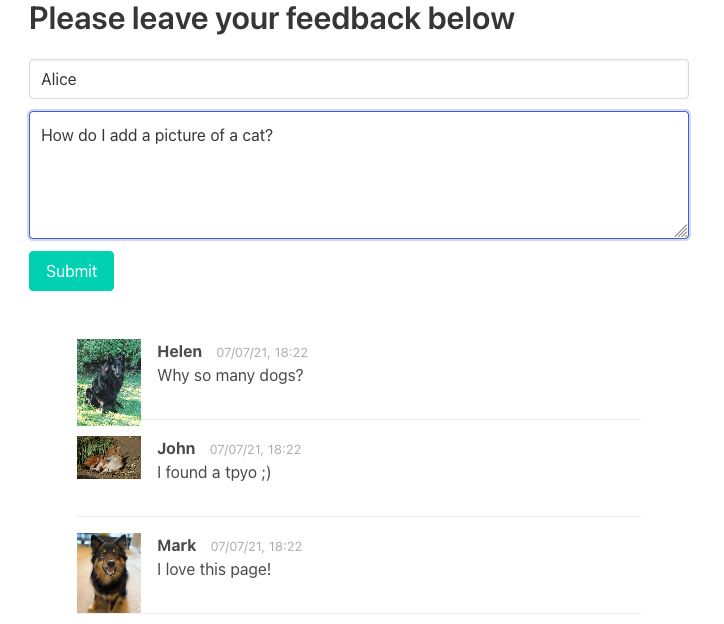 Please leave your feedback below
Alice
How do I add a picture of a cat?
Submit
Helen 07/07/21, 18:22
Why so many dogs?
John 07/07/21, 18:22
I found a tpyo ;)
Mark 07/07/21, 18:22
I love this page!